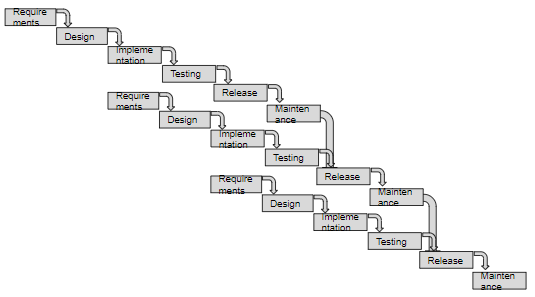 Require
ments
Design
Impleme
ntation
Testing
Release
Mainten
ance
Require
ments
Design
Impleme
ntation
Testing
Release
Mainten
ance
Require
ments
Design
Impleme
ntation
Testing
Release
Mainten
ance